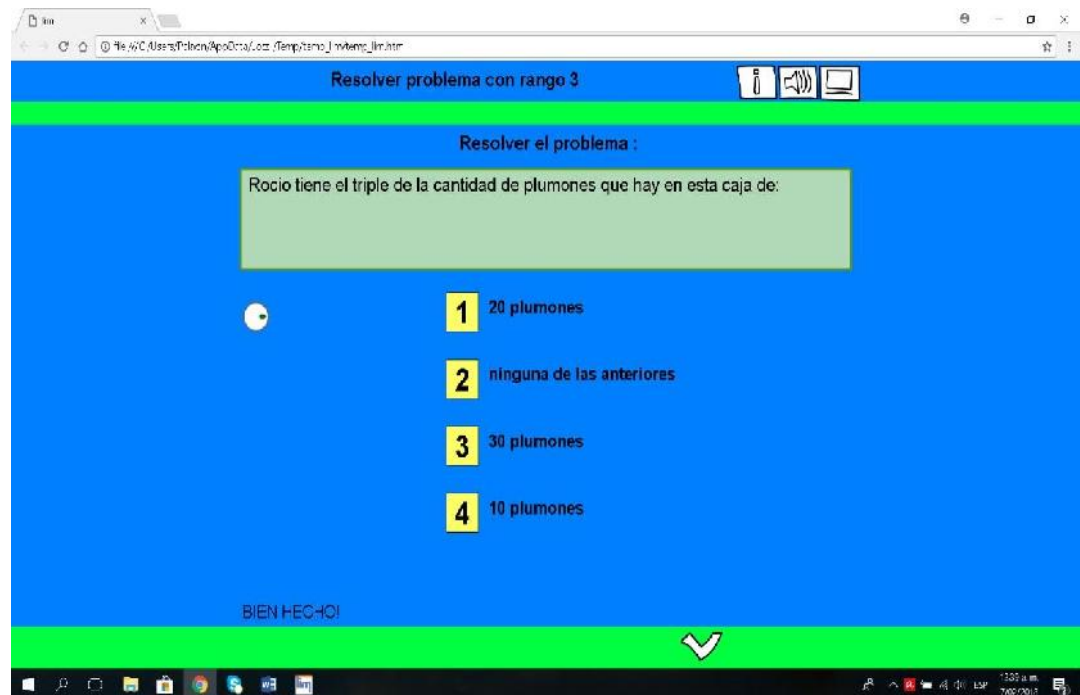 lim
Resolver problema con rango 3
i
Resolver el problema :
Rocio tiene el triple de la cantidad de plumones que hay en esta caja de:
1 20 plumones
2 ninguna de las anteriores
3 30 plumones
4 10 plumones
BIEN HECHO!
ESP